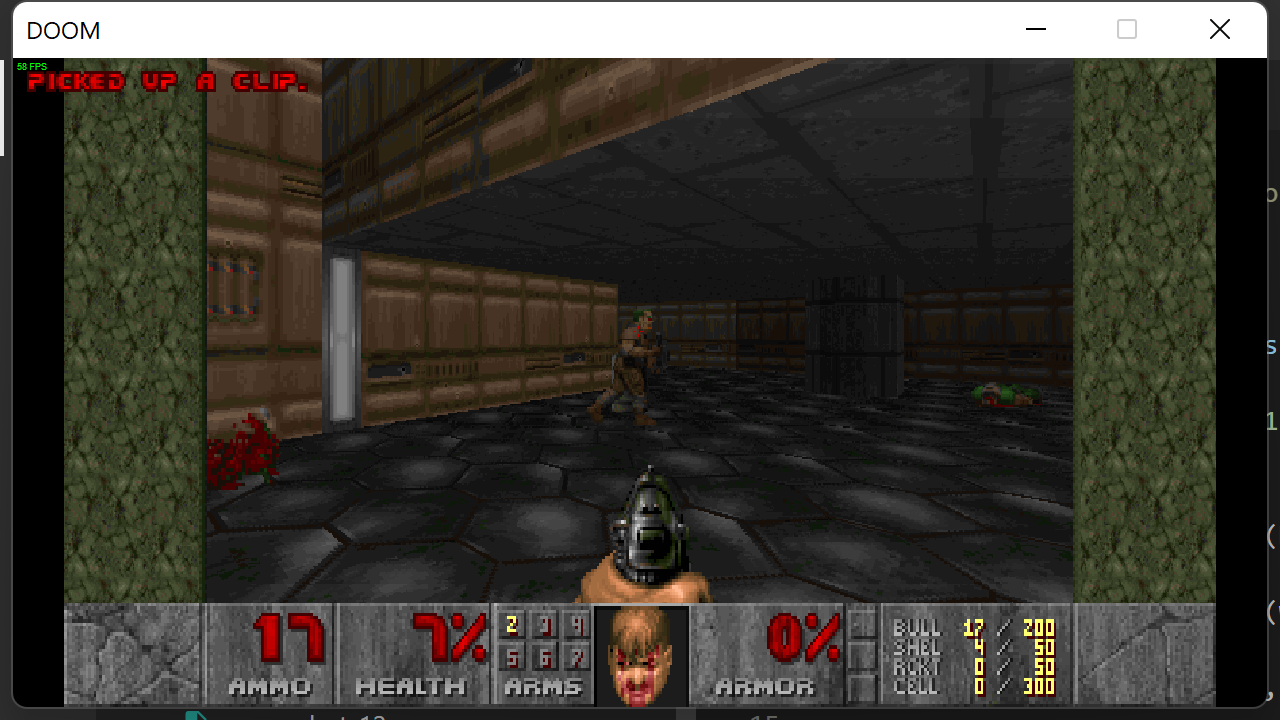 DOOM
58 FPS
PICKED UP A CLIP.
17 7% 2 3 4 0% BULL 17 / 200
SHEL 4 / 50
5 6 7 RCKT 0 / 50
AMMO HEALTH ARMS ARMOR CELL 0 / 300